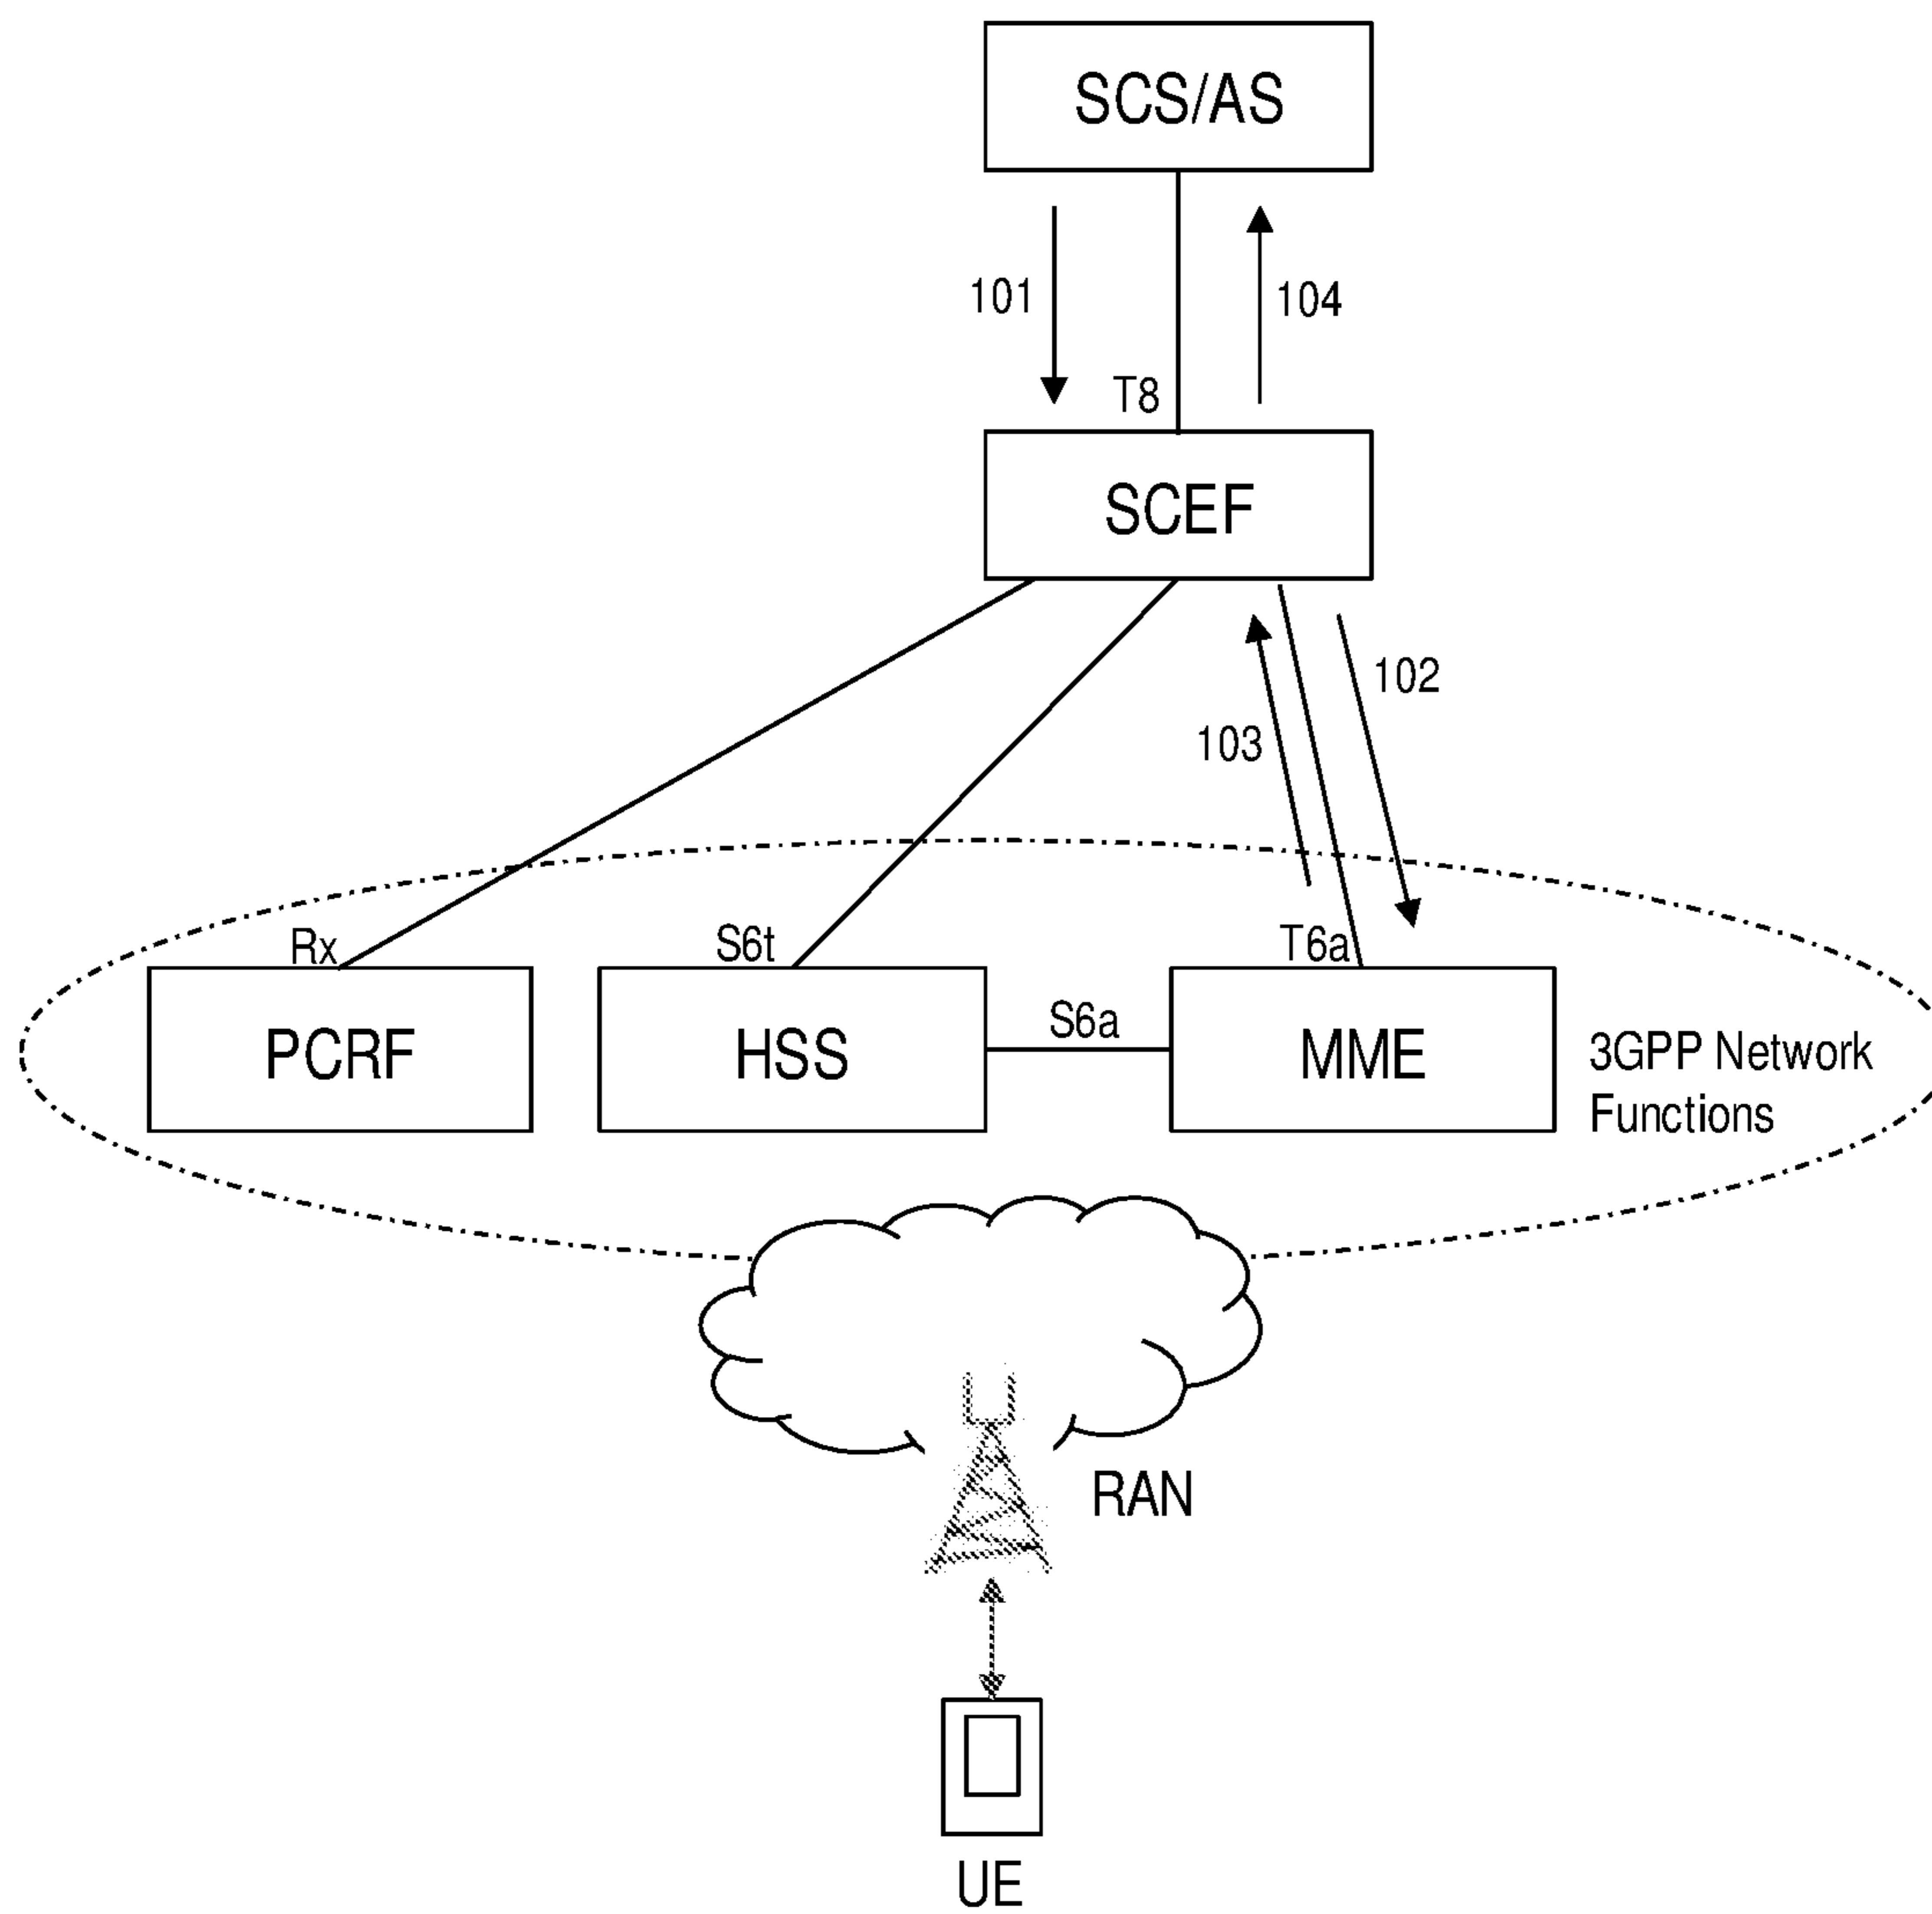 SCS/AS
101
104
T8
SCEF
102
103
Rx
S6t
T6a
PCRF
HSS
S6a
MME
3GPP Network
Functions
RAN
UE